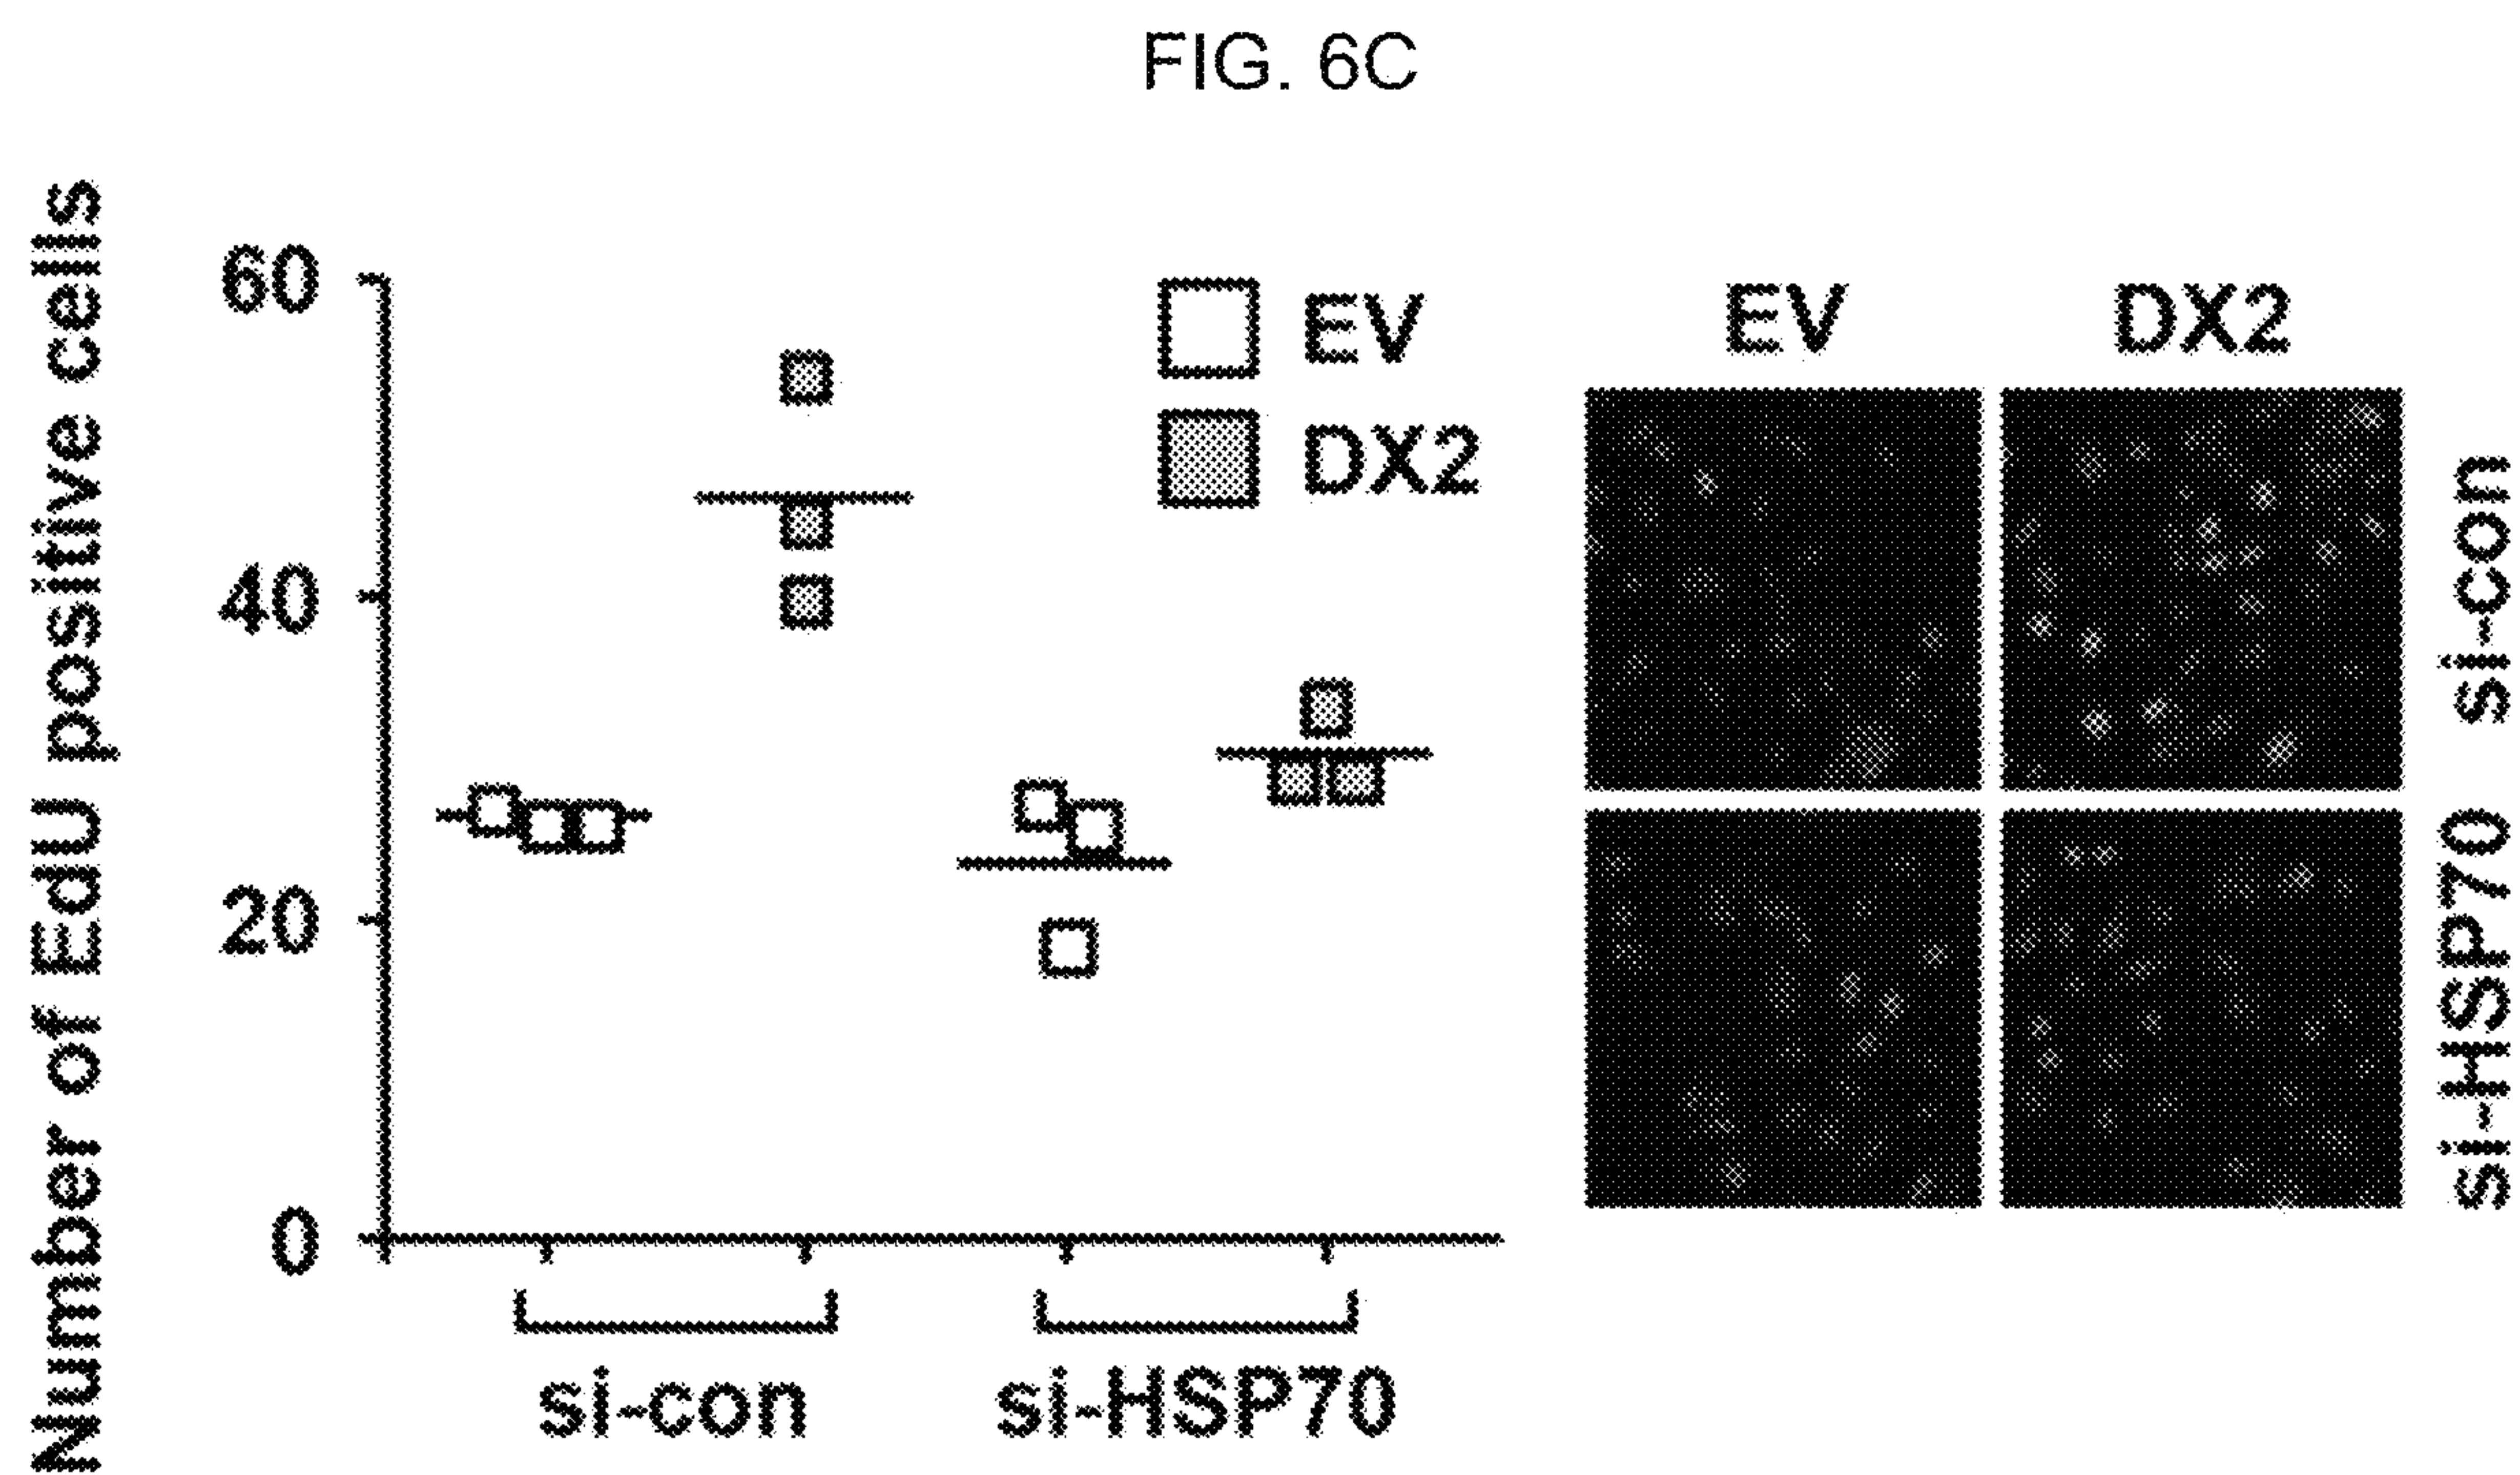 FIG. 6C
Number of EdU positive cells
60
40
20
0
EV
DX2
si-con
si-HSP70
EV
DX2
si-con
si-HSP70